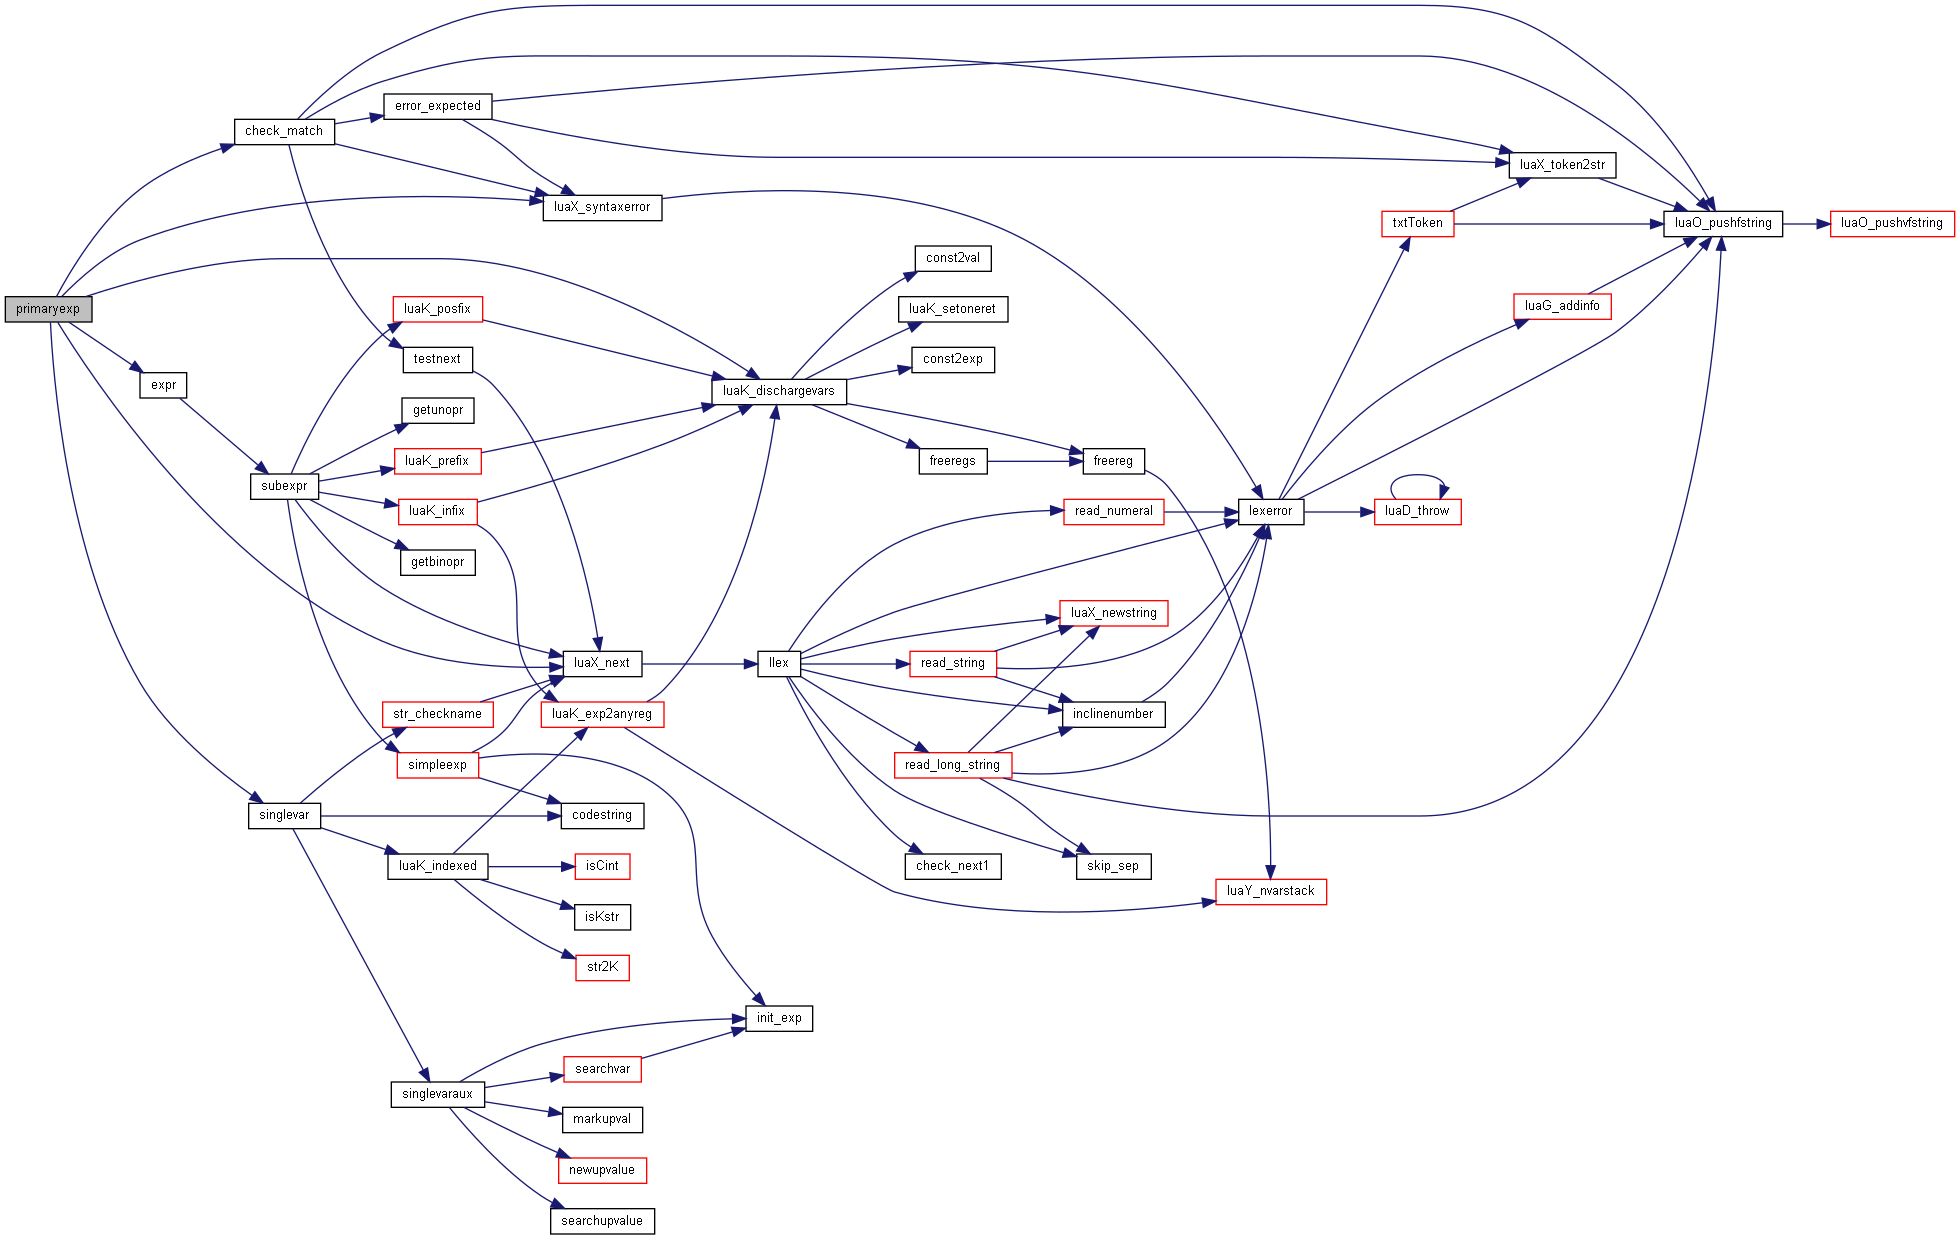 primaryexp
check_match
error_expected
luaX_syntaxerror
luaX_token2str
txtToken
luaO_pushfstring
luaO_pushvfstring
const2val
luaK_setoneret
const2exp
luaK_posfix
testnext
expr
getunopr
luaK_dischargevars
luaK_prefix
subexpr
luaK_infix
getbinopr
freeregs
freereg
luaG_addinfo
read_numeral
lexerror
luaD_throw
luaX_newstring
luaX_next
llex
read_string
str_checkname
luaK_exp2anyreg
inclinenumber
simpleexp
read_long_string
singlevar
codestring
luaK_indexed
isCint
check_next1
skip_sep
luaY_nvarstack
isKstr
str2K
init_exp
searchvar
singlevaraux
markupval
newupvalue
searchupvalue